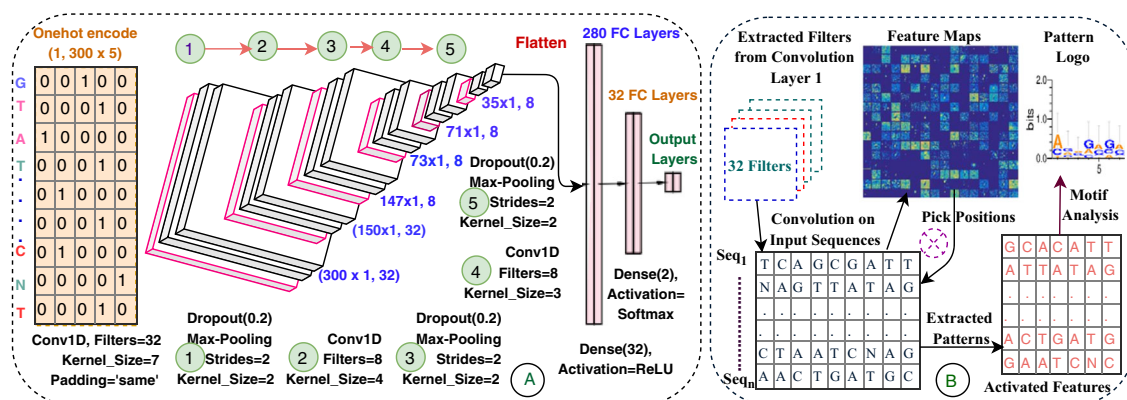 Onehot encode
(1, 300 x 5)
G 0 0 1 0 0
T 0 0 0 1 0
A 1 0 0 0 0
T 0 0 0 1 0
. 0 1 0 0 0
. 0 0 0 1 0
C 0 1 0 0 0
N 0 0 0 0 1
T 0 0 0 1 0
Conv1D, Filters=32
Kernel_Size=7
Padding='same'
1 2 3 4 5
Flatten
(300 x 1, 32)
(150x1, 32)
147x1, 8
73x1, 8
71x1, 8
35x1, 8
Dropout(0.2)
Max-Pooling
1 Strides=2
Kernel_Size=2
Conv1D
2 Filters=8
Kernel_Size=4
Dropout(0.2)
Max-Pooling
3 Strides=2
Kernel_Size=2
Conv1D
4 Filters=8
Kernel_Size=3
Dropout(0.2)
Max-Pooling
5 Strides=2
Kernel_Size=2
280 FC Layers
32 FC Layers
Output
Layers
Dense(2),
Activation=
Softmax
Dense(32),
Activation=ReLU
A
Extracted Filters
from Convolution
Layer 1
32 Filters
Feature Maps
Pattern
Logo
2.0
1.0
0.0
bits
5
Convolution on
Input Sequences
Pick Positions
Motif
Analysis
Seq1
T C A G C G A T T
N A G T T A T A G
. . . . . . . . .
. . . . . . . . .
C T A A T C N A G
Seqn
A A C T G A T G C
Extracted
Patterns
G C A C A T T
A T T A T A G
. . . . . . .
. . . . . . .
A C T G A T G
G A A T C N C
Activated Features
B